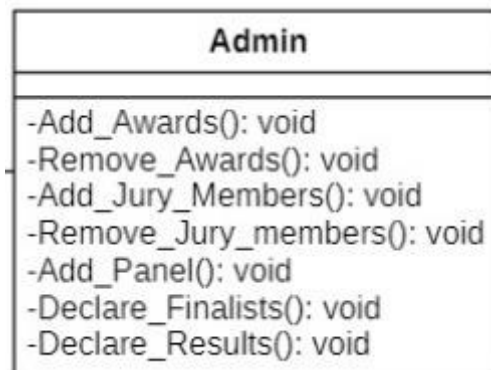 Admin
-Add_Awards(): void
-Remove_Awards(): void
-Add_Jury_Members(): void
-Remove_Jury_members(): void
-Add_Panel(): void
-Declare_Finalists(): void
-Declare_Results(): void